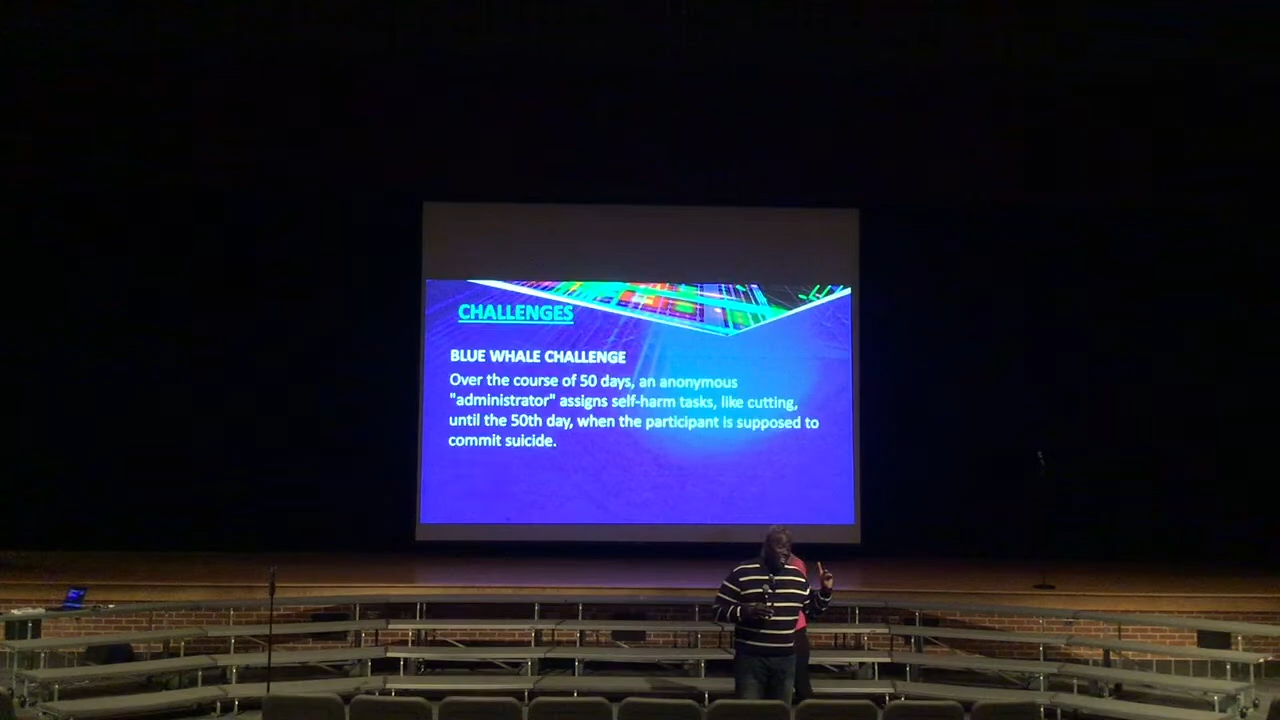 CHALLENGES
BLUE WHALE CHALLENGE
Over the course of 50 days, an anonymous
"administrator" assigns self-harm tasks, like cutting,
until the 50th day, when the participant is supposed to
commit suicide.